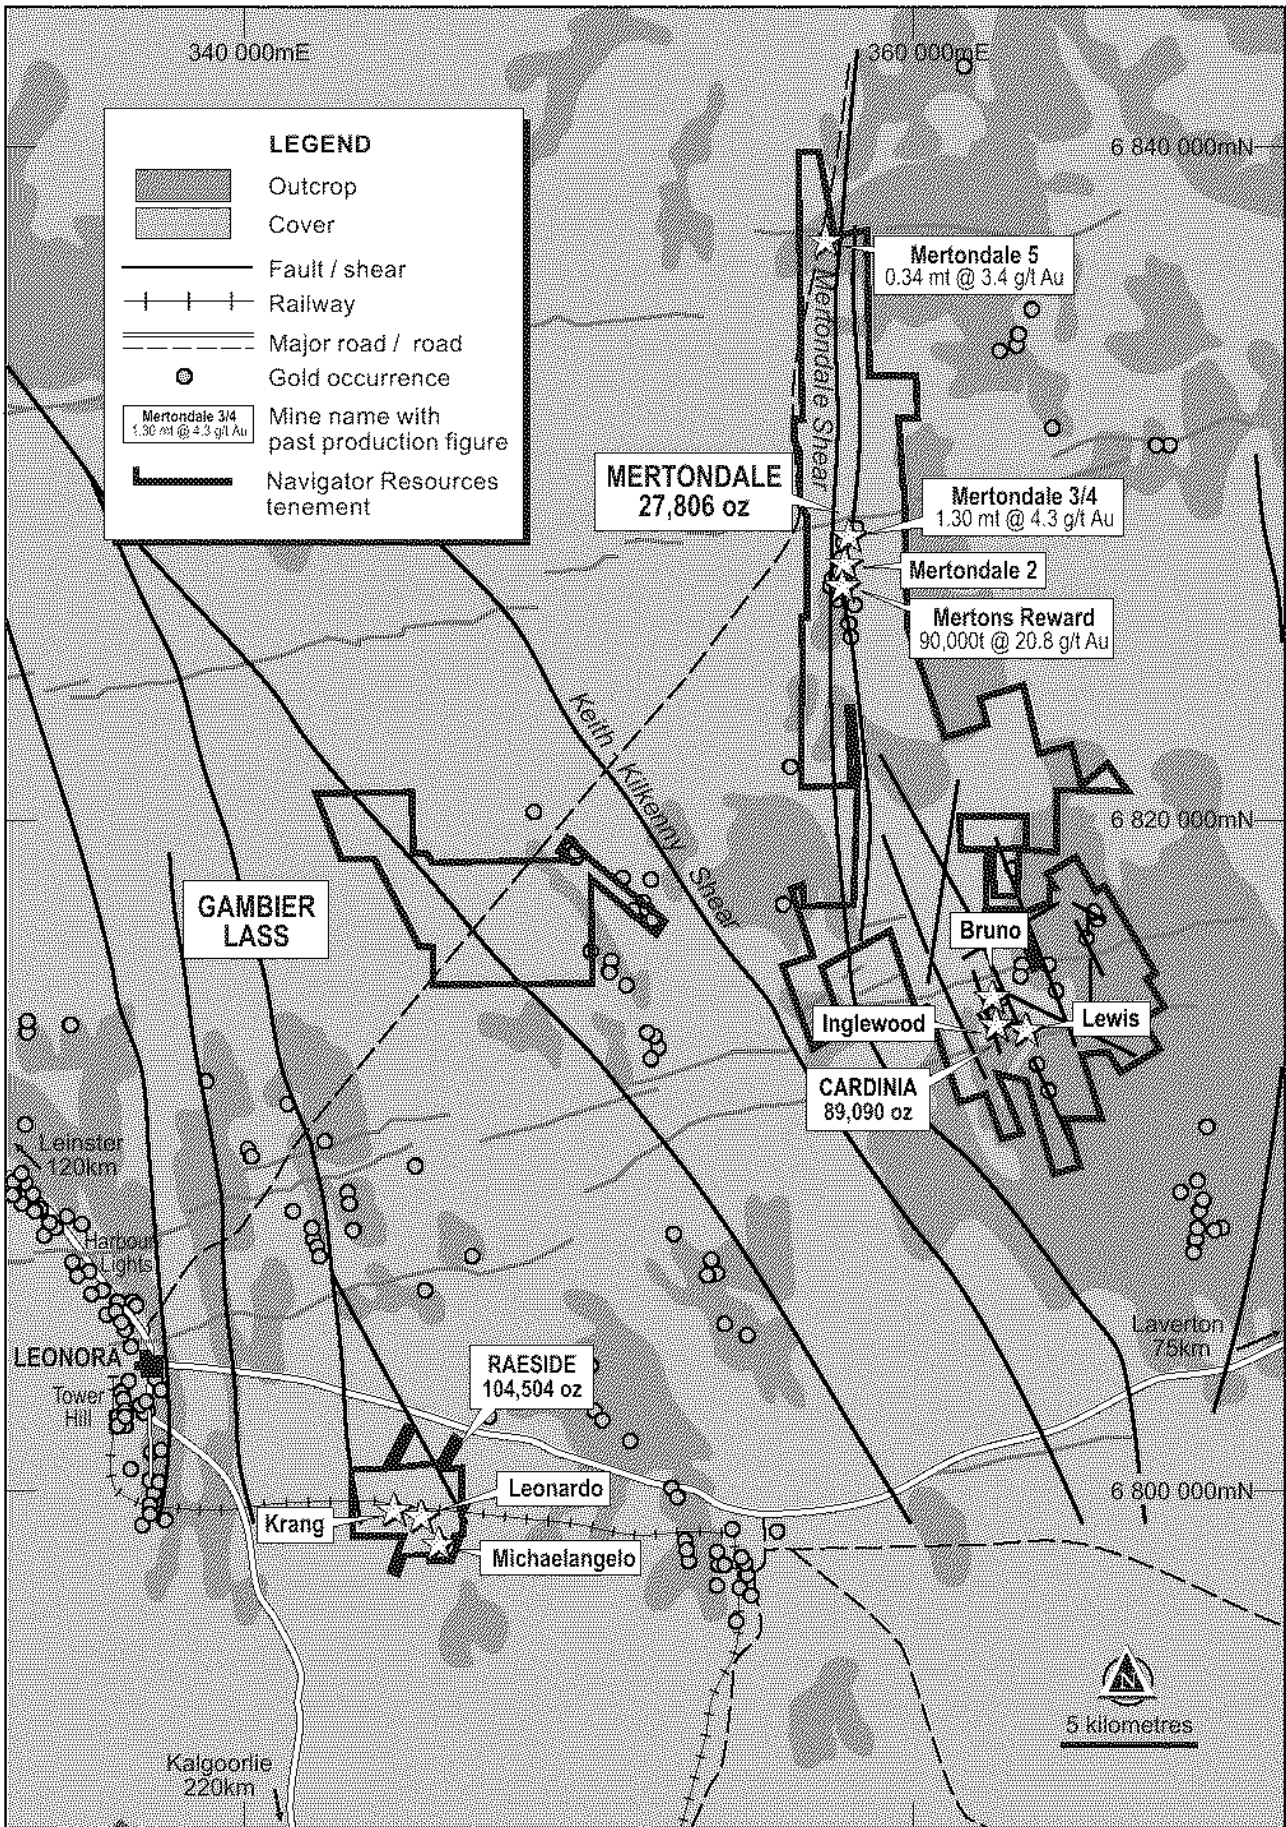 340 000mE
360 000mE
6 840 000mN
LEGEND
Outcrop
Cover
Fault / shear
Railway
Major road / road
Gold occurrence
Mertondale 3/4
1.30 mt @ 4.3 g/t Au
Mine name with
past production figure
Navigator Resources
tenement
Mertondale 5
0.34 mt @ 3.4 g/t Au
Mertondale Shear
MERTONDALE
27,806 oz
Mertondale 3/4
1.30 mt @ 4.3 g/t Au
Mertondale 2
Mertons Reward
90,000t @ 20.8 g/t Au
Keith Kilkenny Shear
6 820 000mN
GAMBIER
LASS
Bruno
Inglewood
Lewis
CARDINIA
89,090 oz
Leinster
120km
Harbour
Lights
LEONORA
Tower
Hill
RAESIDE
104,504 oz
Laverton
75km
Leonardo
Krang
Michaelangelo
6 800 000mN
N
5 kilometres
Kalgoorlie
220km